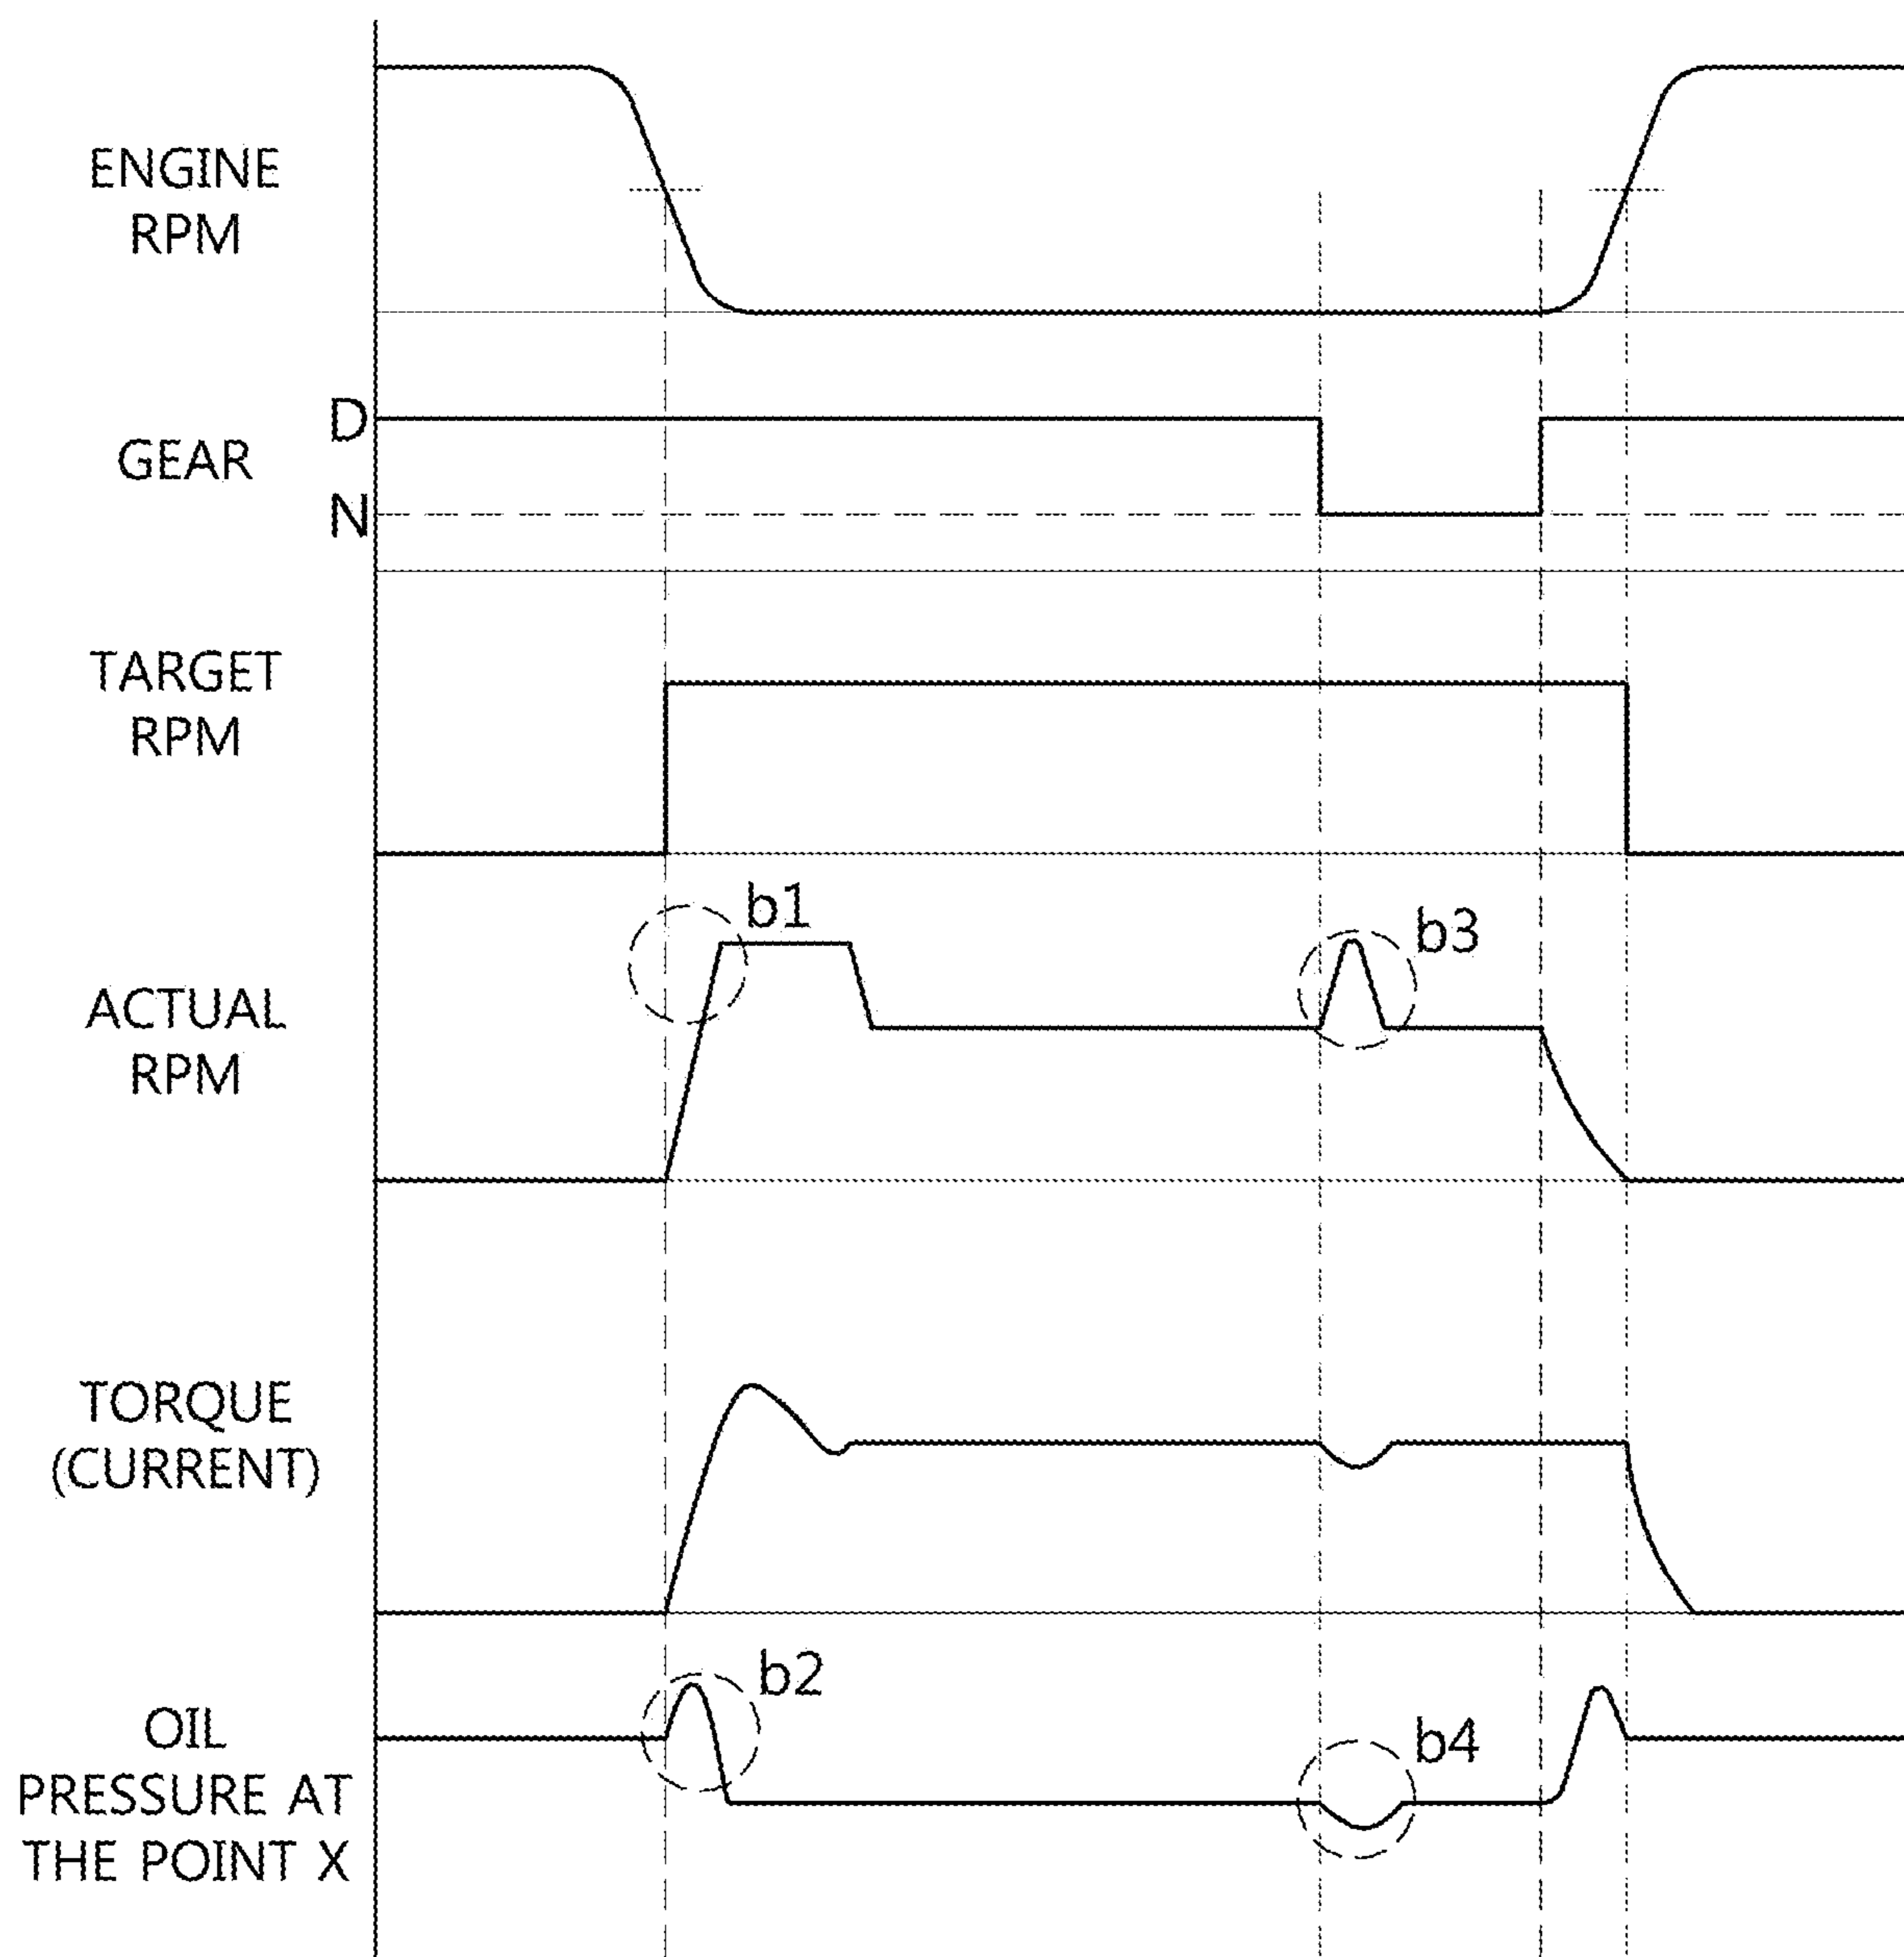 ENGINE
RPM
D
GEAR
N
TARGET
RPM
b1
b3
ACTUAL
RPM
TORQUE
(CURRENT)
b2
b4
OIL
PRESSURE AT
THE POINT X